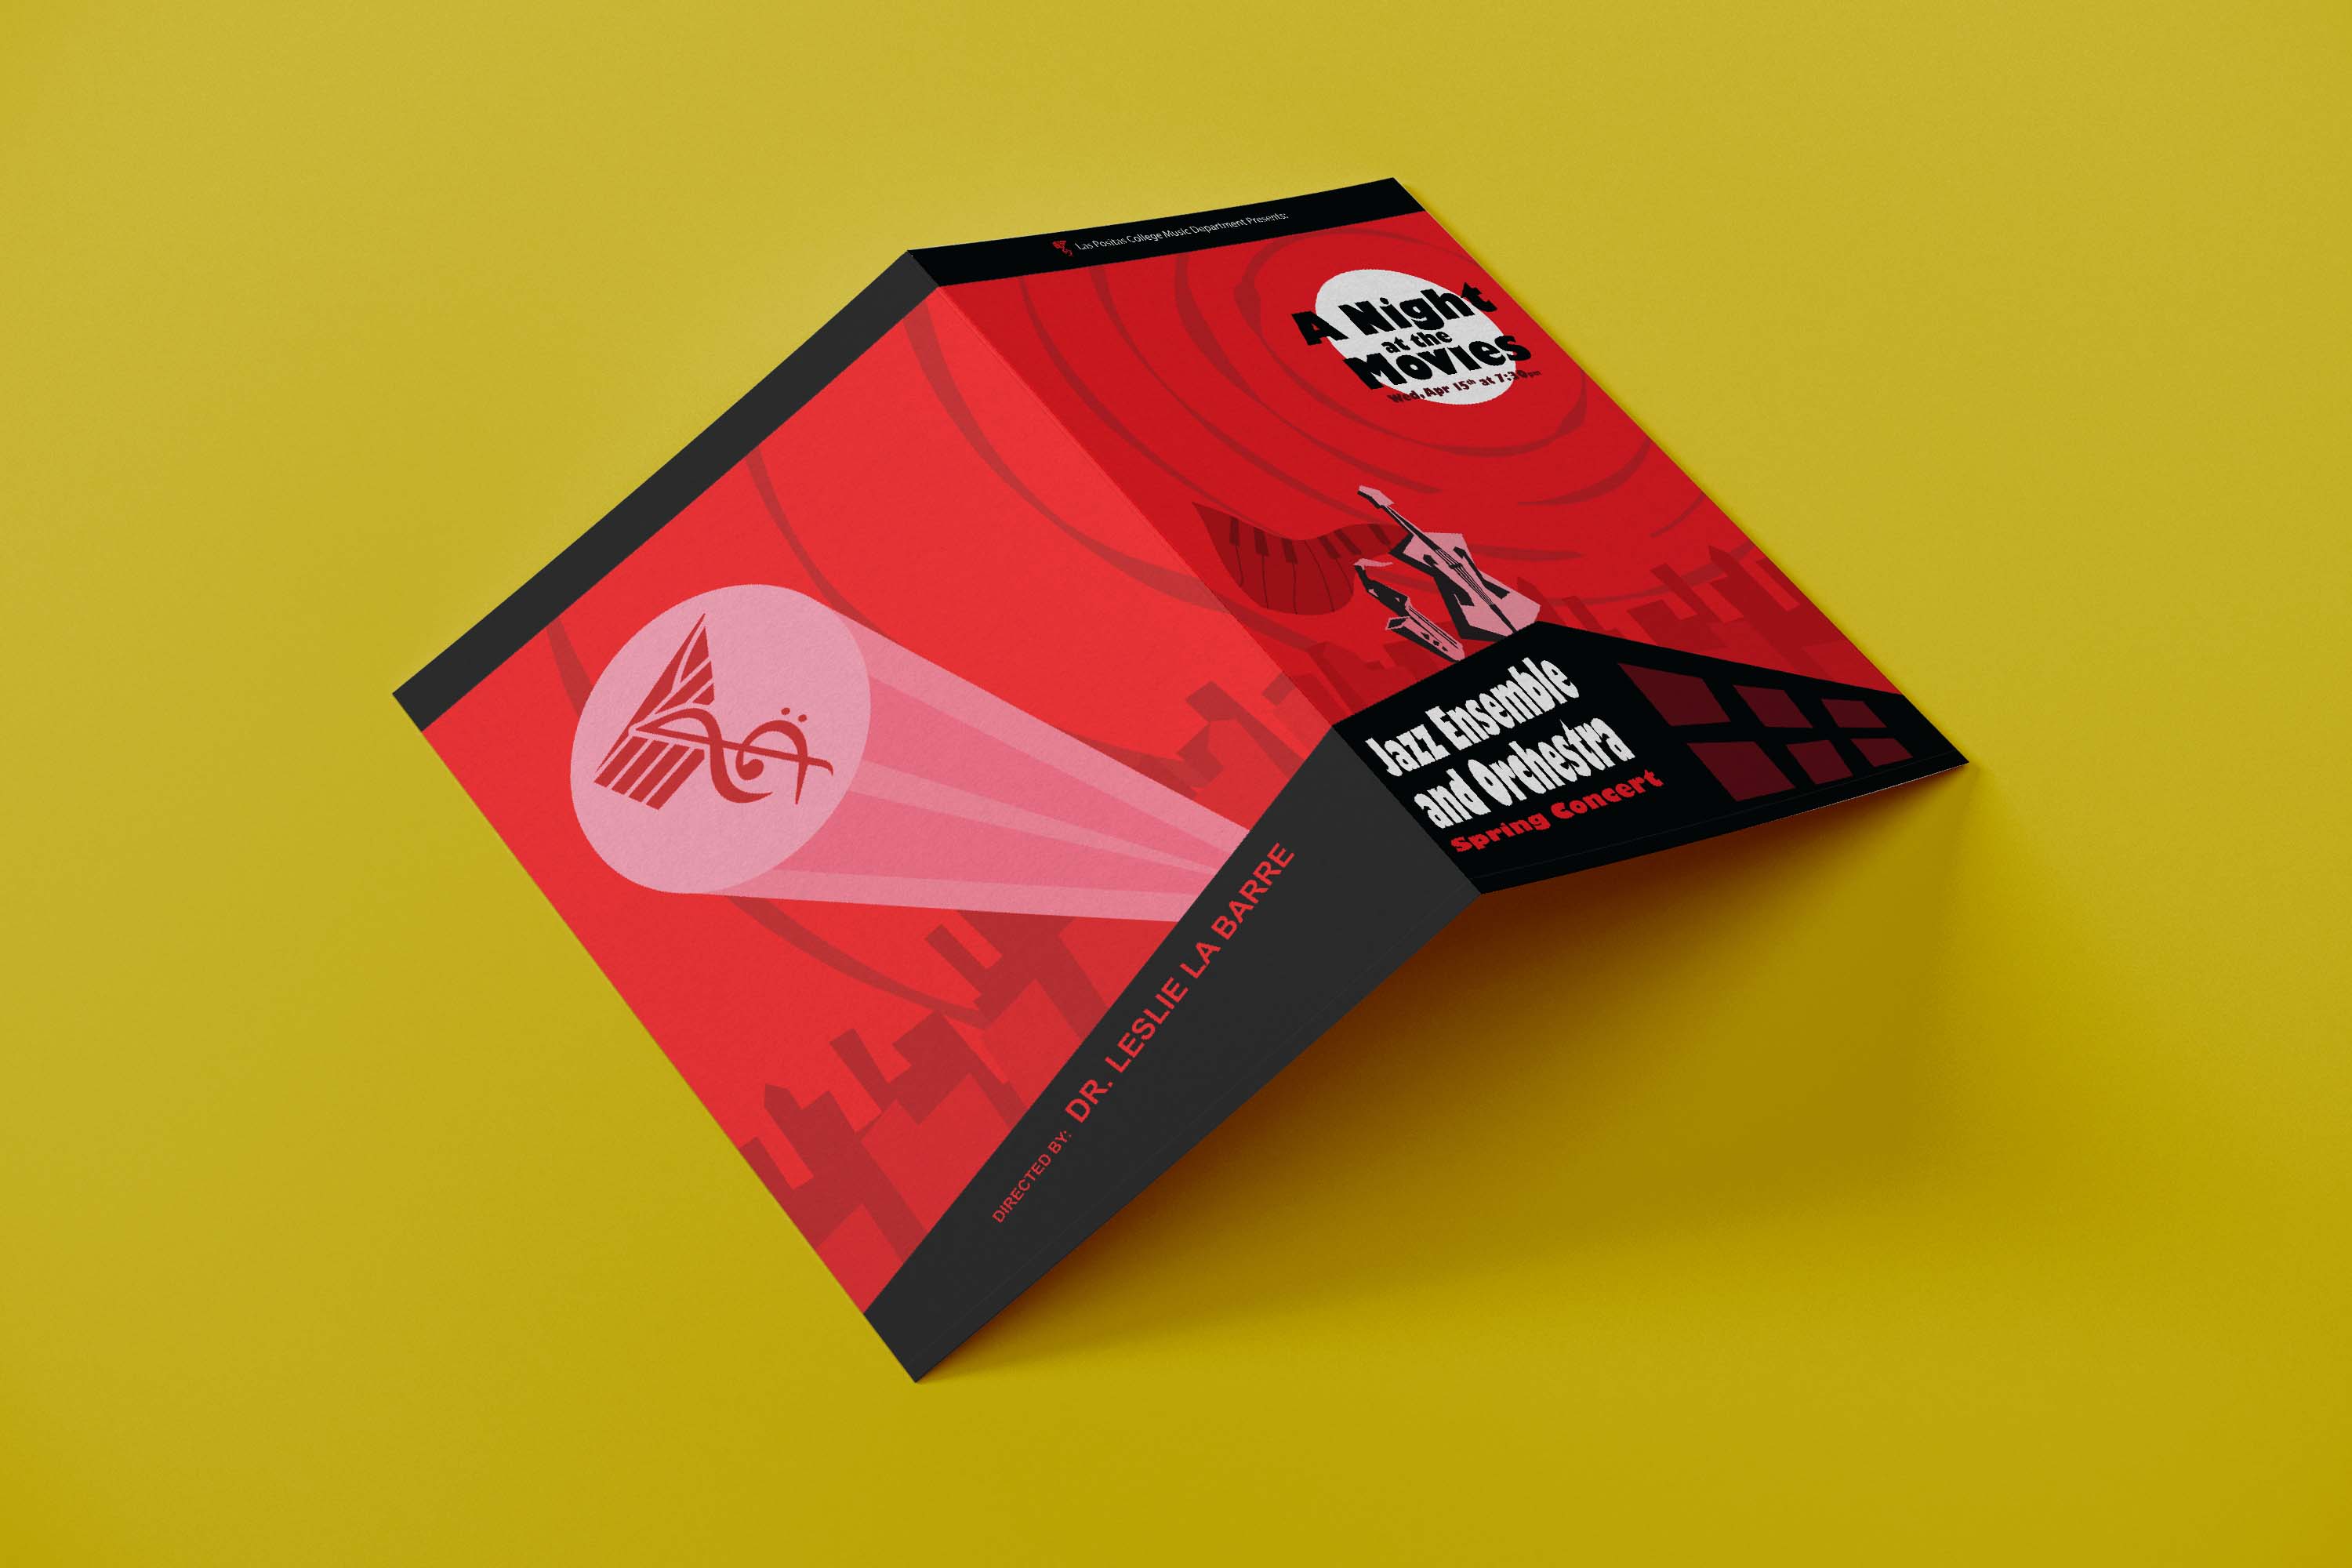 Las Positas College Music Department Presents:
A Night
at the
Movies
Wed, Apr 15th at 7:30pm
Jazz Ensemble
and Orchestra
Spring Concert
DIRECTED BY: DR. LESLIE LA BARRE